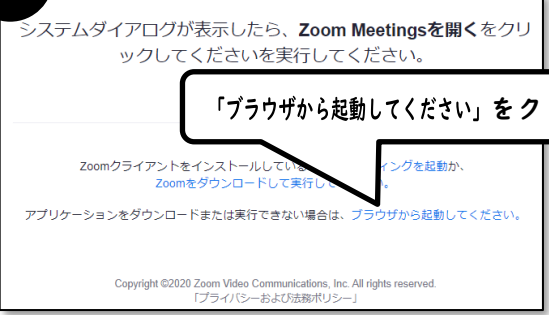 システムダイアログが表示したら、Zoom Meetingsを開くをクリ
ックしてくださいを実行してください。
「ブラウザから起動してください」をク
Zoomクライアントをインストールしている ィングを起動か、
Zoomをダウンロードして実行して 。
アプリケーションをダウンロードまたは実行できない場合は、ブラウザから起動してください。
Copyright ©2020 Zoom Video Communications, Inc. All rights reserved.
「プライバシーおよび法務ポリシー」